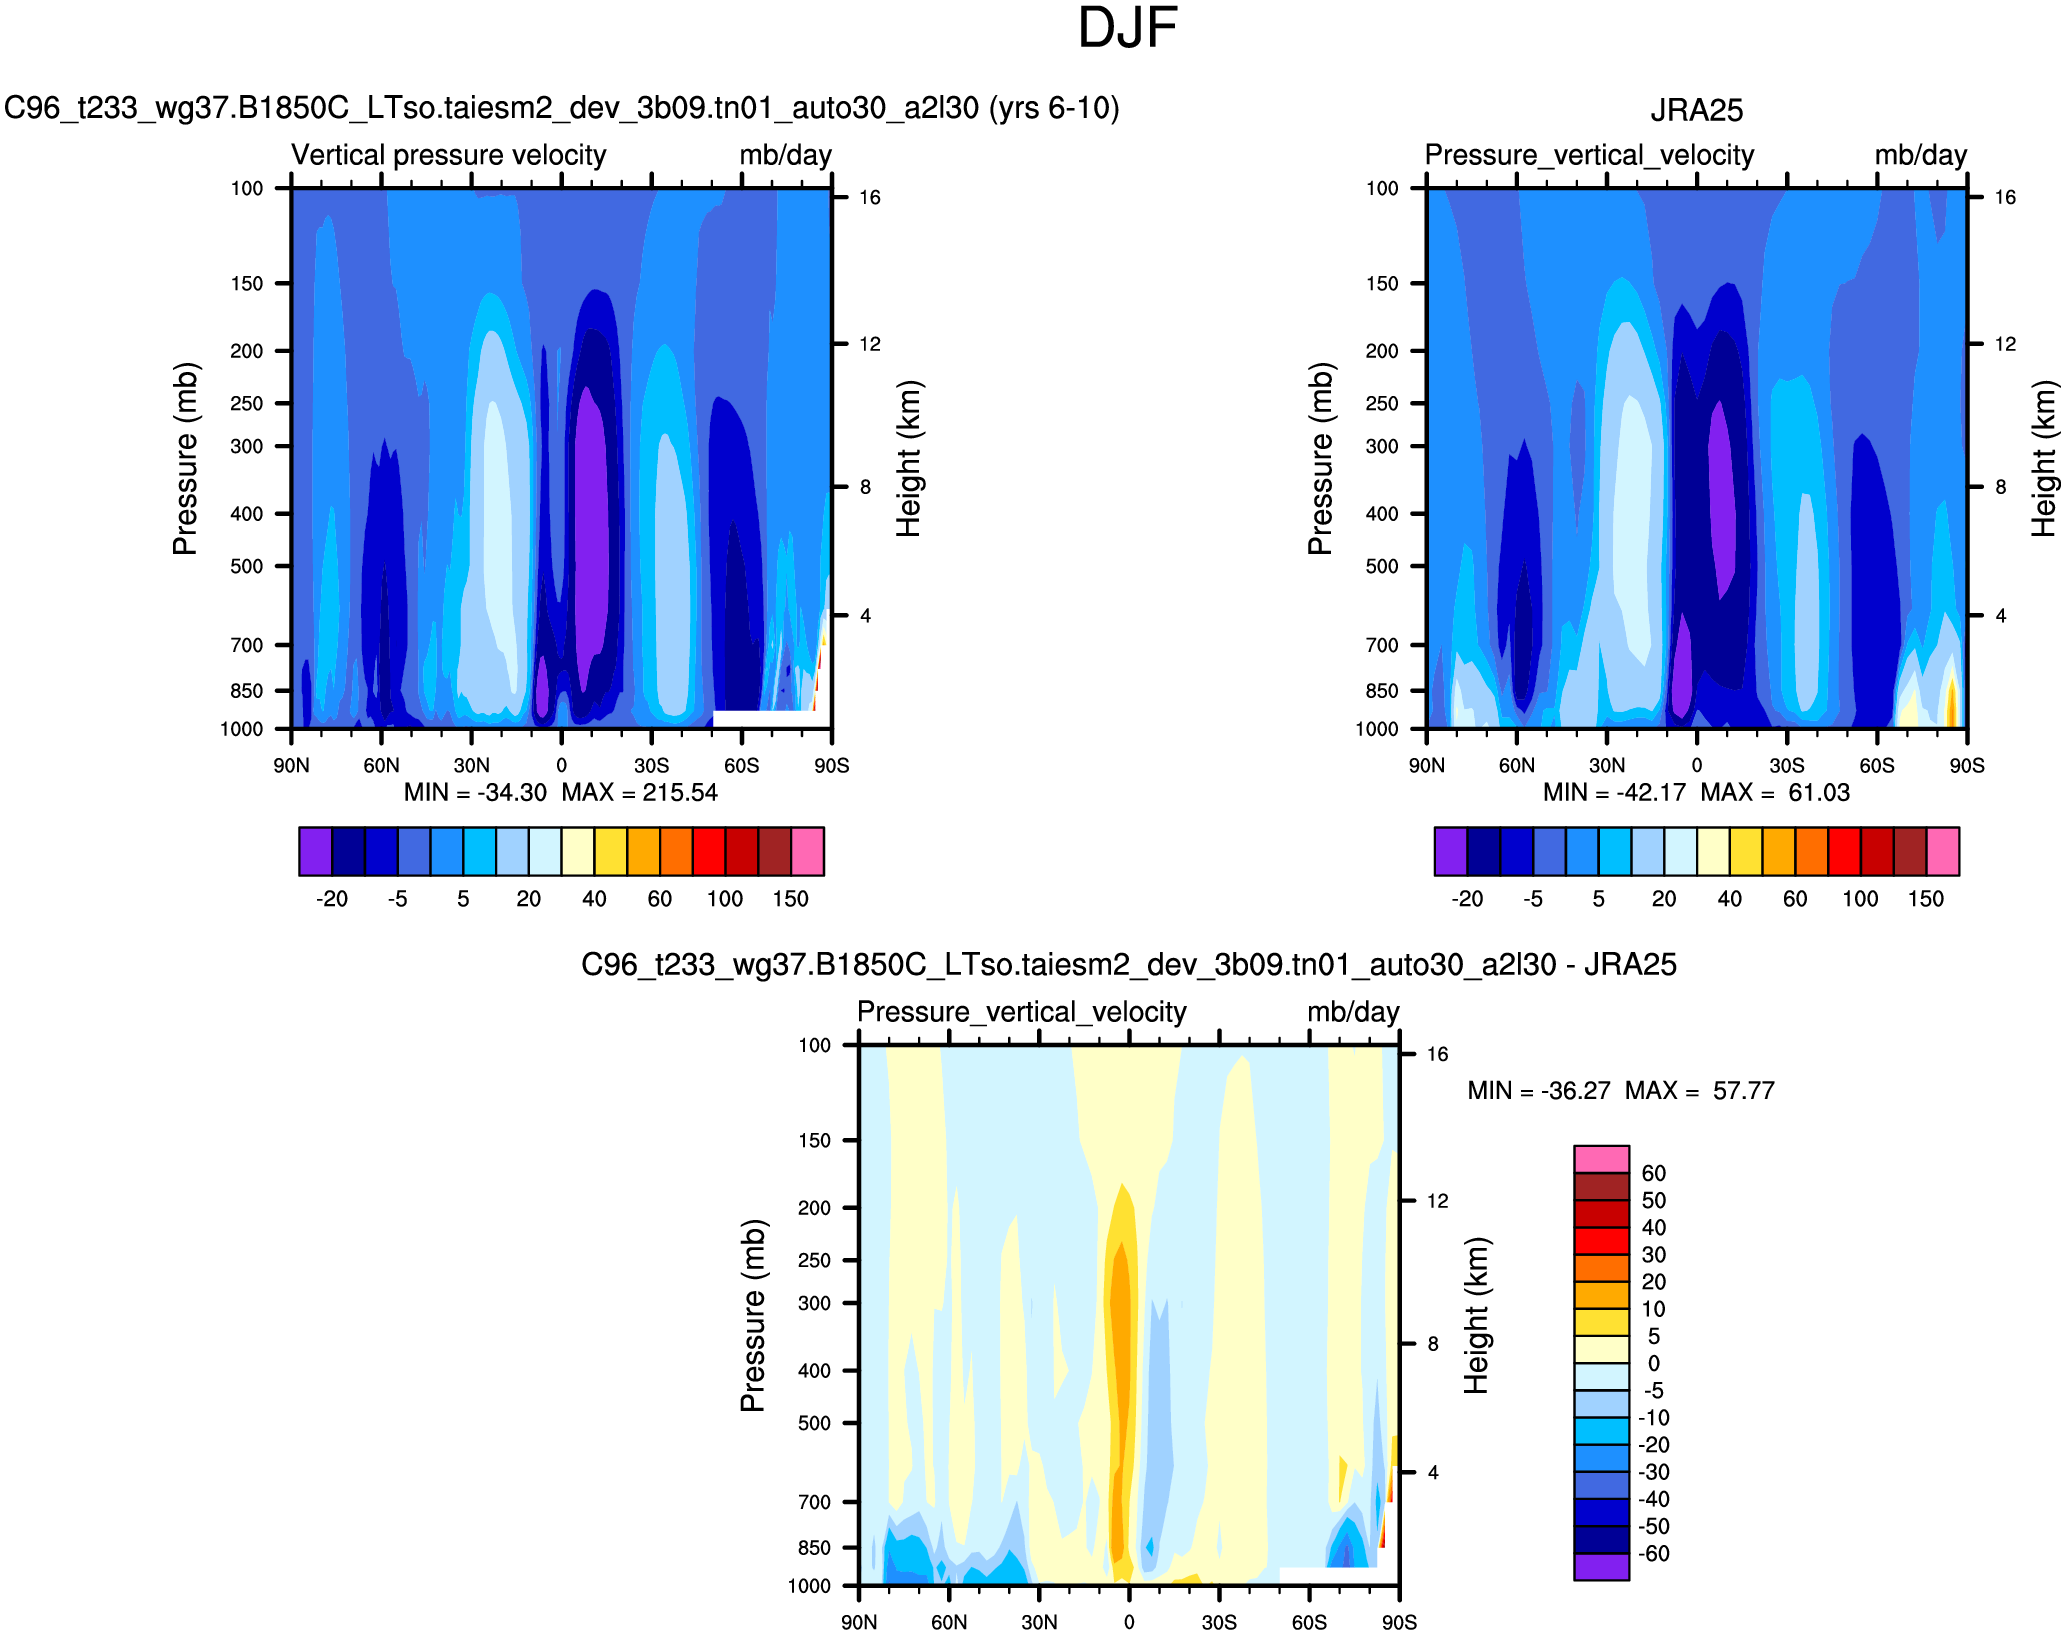 DJF
C96_t233_wg37.B1850C_LTso.taiesm2_dev_3b09.tn01_auto30_a2l30 (yrs 6-10)
Vertical pressure velocity mb/day
Pressure (mb)
100
150
200
250
300
400
500
700
850
1000
16
12
8
4
Height (km)
90N 60N 30N 0 30S 60S 90S
MIN = -34.30 MAX = 215.54
-20 -5 5 20 40 60 100 150
JRA25
Pressure_vertical_velocity mb/day
Pressure (mb)
100
150
200
250
300
400
500
700
850
1000
16
12
8
4
Height (km)
90N 60N 30N 0 30S 60S 90S
MIN = -42.17 MAX = 61.03
-20 -5 5 20 40 60 100 150
C96_t233_wg37.B1850C_LTso.taiesm2_dev_3b09.tn01_auto30_a2l30 - JRA25
Pressure_vertical_velocity mb/day
Pressure (mb)
100
150
200
250
300
400
500
700
850
1000
16
12
8
4
Height (km)
90N 60N 30N 0 30S 60S 90S
MIN = -36.27 MAX = 57.77
60
50
40
30
20
10
5
0
-5
-10
-20
-30
-40
-50
-60